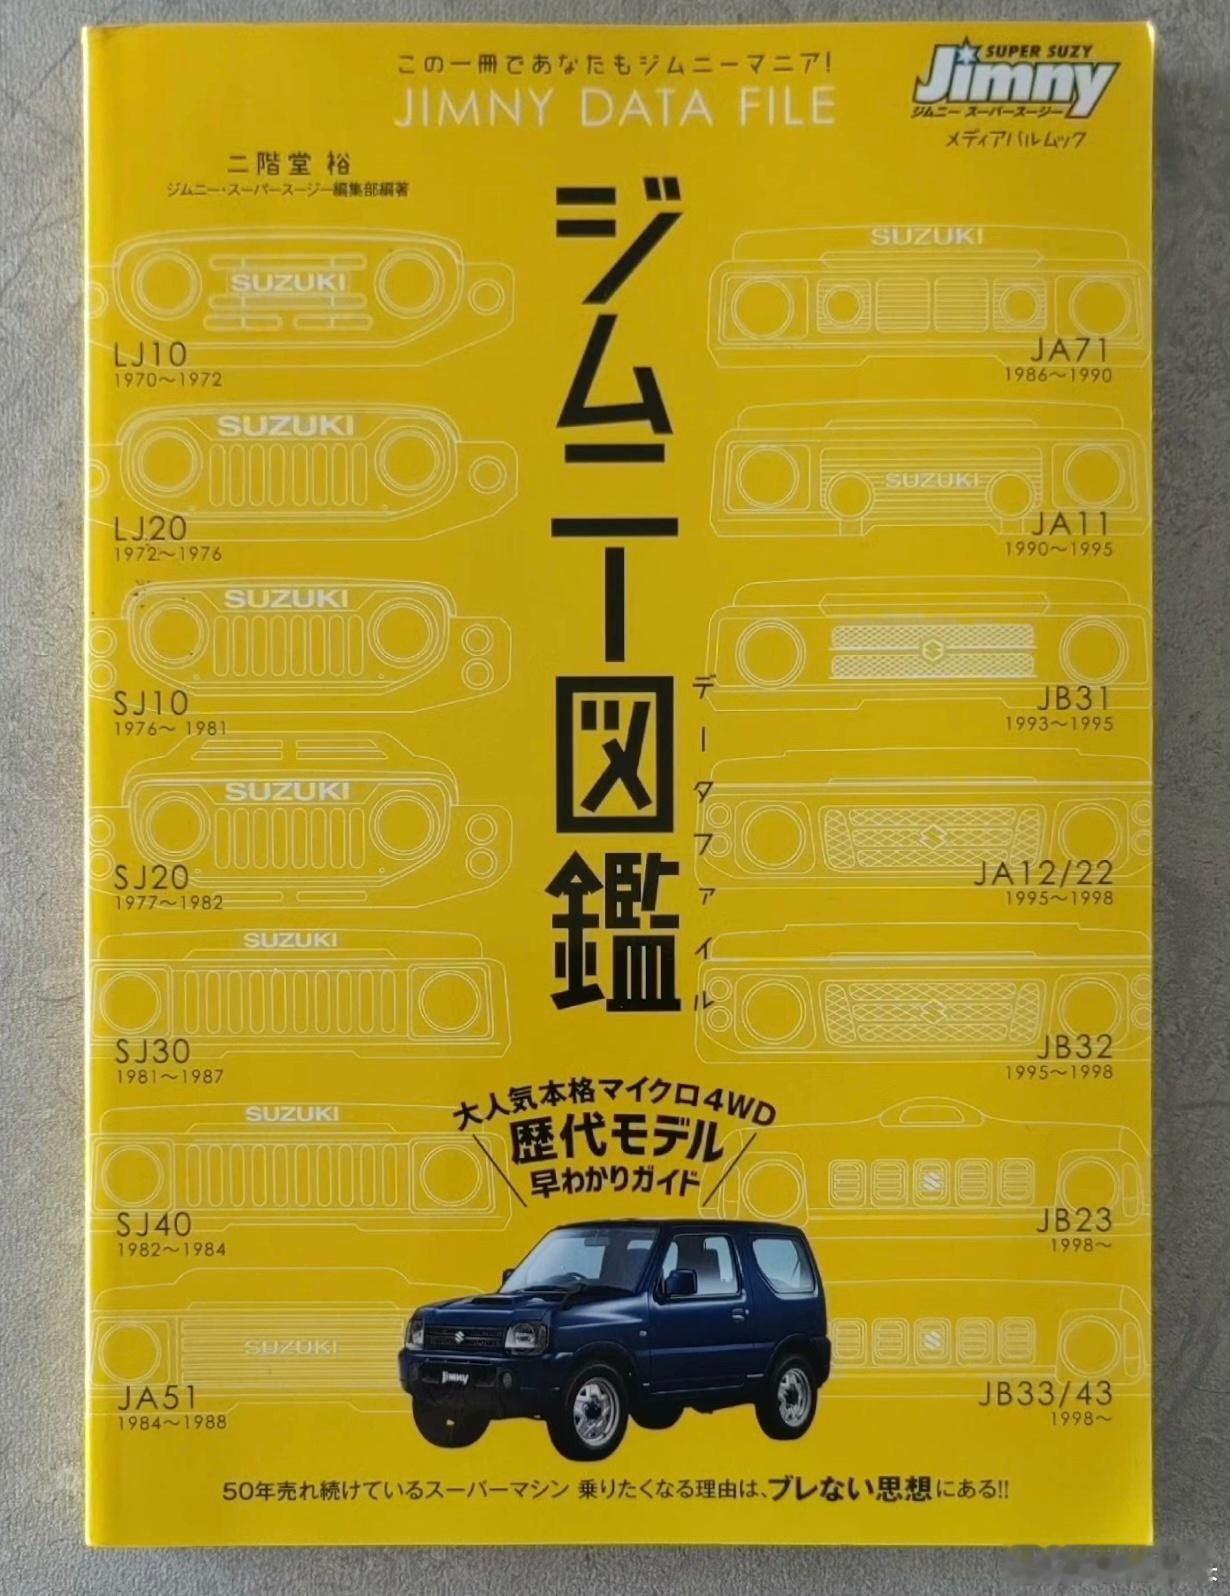 この一冊であなたもジムニーマニア!
JIMNY DATA FILE
SUPER SUZY
Jimny
ジムニー スーパースージー
メディアパルムック
二階堂 裕
ジムニー・スーパースージー編集部編著
ジムニー図鑑
データファイル
SUZUKI
LJ10
1970〜1972
SUZUKI
LJ20
1972〜1976
SUZUKI
SJ10
1976〜1981
SUZUKI
SJ20
1977〜1982
SUZUKI
SJ30
1981〜1987
SUZUKI
SJ40
1982〜1984
SUZUKI
JA51
1984〜1988
SUZUKI
JA71
1986〜1990
SUZUKI
JA11
1990〜1995
JB31
1993〜1995
JA12/22
1995〜1998
JB32
1995〜1998
JB23
1998〜
JB33/43
1998〜
大人気本格マイクロ4WD
歴代モデル
早わかりガイド
Jimny
50年売れ続けているスーパーマシン 乗りたくなる理由は、ブレない思想にある!!